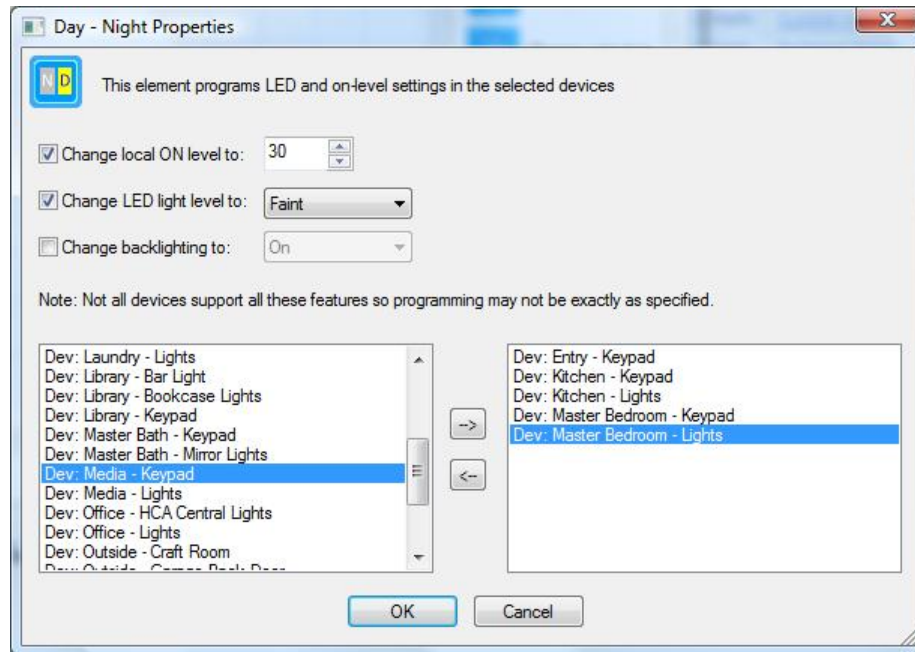 Day - Night Properties
N D
This element programs LED and on-level settings in the selected devices
Change local ON level to: 30
Change LED light level to: Faint
Change backlighting to: On
Note: Not all devices support all these features so programming may not be exactly as specified.
Dev: Laundry - Lights
Dev: Library - Bar Light
Dev: Library - Bookcase Lights
Dev: Library - Keypad
Dev: Master Bath - Keypad
Dev: Master Bath - Mirror Lights
Dev: Media - Keypad
Dev: Media - Lights
Dev: Office - HCA Central Lights
Dev: Office - Lights
Dev: Outside - Craft Room
Dev: Outside - Garage Back Door
-->
<--
Dev: Entry - Keypad
Dev: Kitchen - Keypad
Dev: Kitchen - Lights
Dev: Master Bedroom - Keypad
Dev: Master Bedroom - Lights
OK Cancel